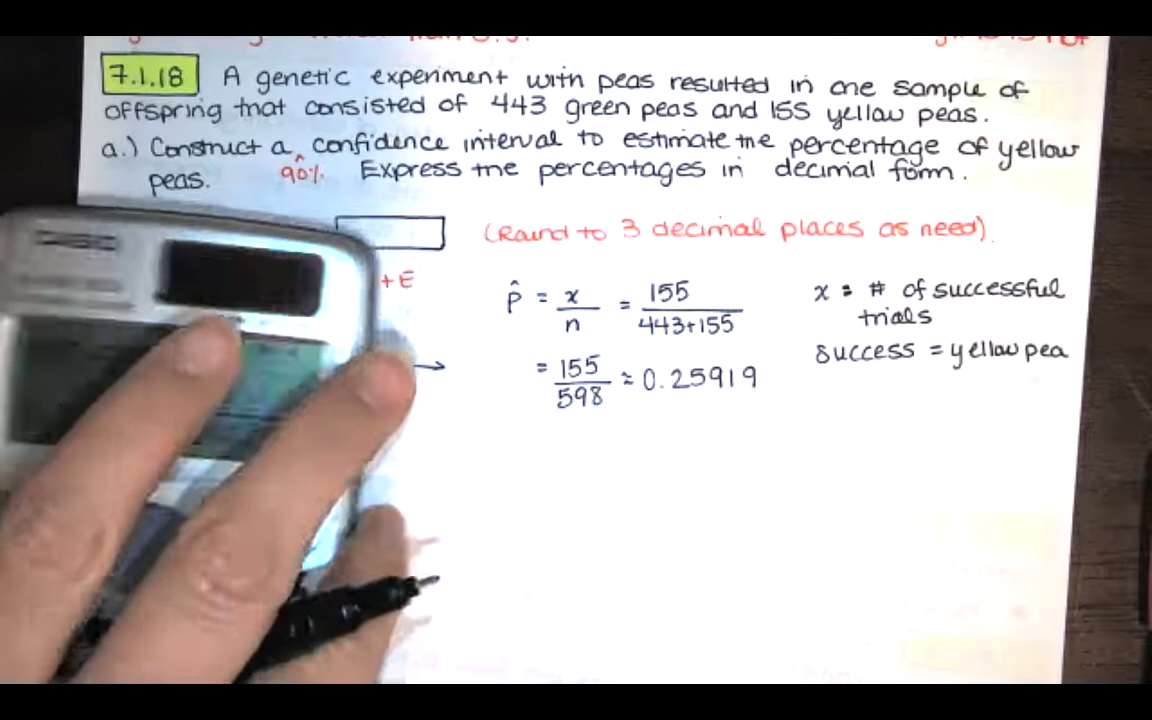 7.1.18 A genetic experiment with peas resulted in one sample of
offspring that consisted of 443 green peas and 155 yellow peas.
a.) Construct a ^ confidence interval to estimate the percentage of yellow
peas. 90% Express the percentages in decimal form.
(Round to 3 decimal places as need).
+ E
p̂ = x/n = 155/443+155
x = # of successful
trials
success = yellow pea
= 155/598 ≈ 0.25919
CASIO